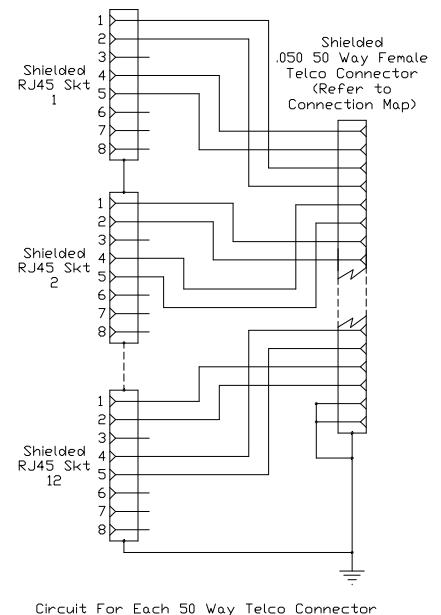 Shielded
RJ45 Skt
1
1
2
3
4
5
6
7
8
Shielded
.050 50 Way Female
Telco Connector
(Refer to
Connection Map)
Shielded
RJ45 Skt
2
1
2
3
4
5
6
7
8
Shielded
RJ45 Skt
12
1
2
3
4
5
6
7
8
Circuit For Each 50 Way Telco Connector